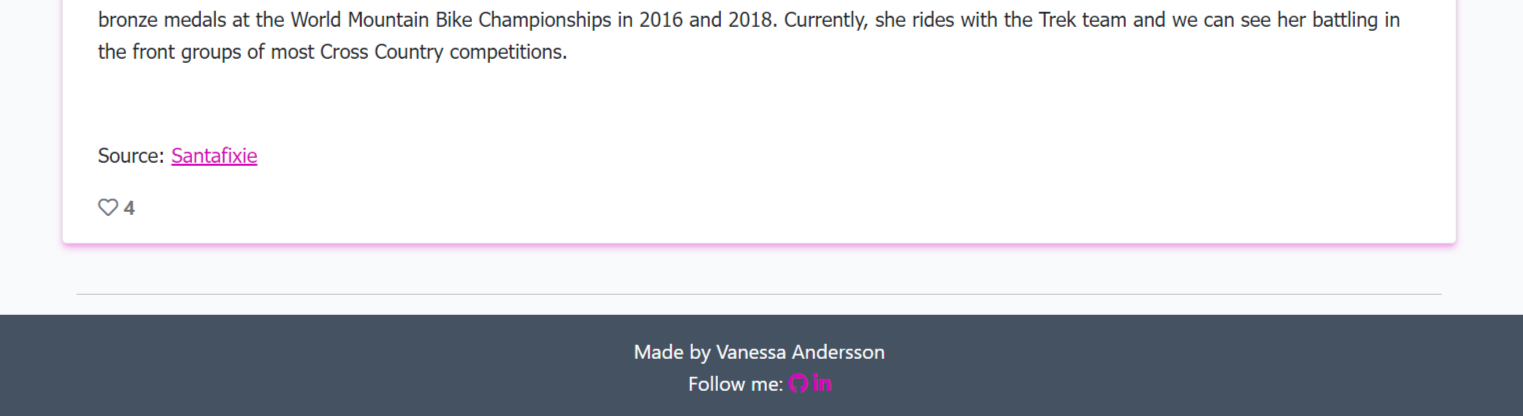 bronze medals at the World Mountain Bike Championships in 2016 and 2018. Currently, she rides with the Trek team and we can see her battling in
the front groups of most Cross Country competitions.
Source: Santafixie
4
Made by Vanessa Andersson
Follow me: in